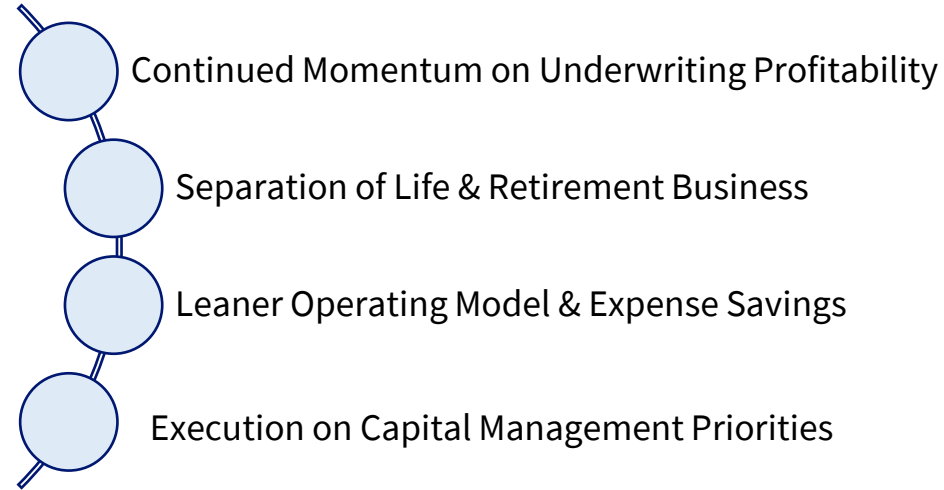 Continued Momentum on Underwriting Profitability
Separation of Life & Retirement Business
Leaner Operating Model & Expense Savings
Execution on Capital Management Priorities